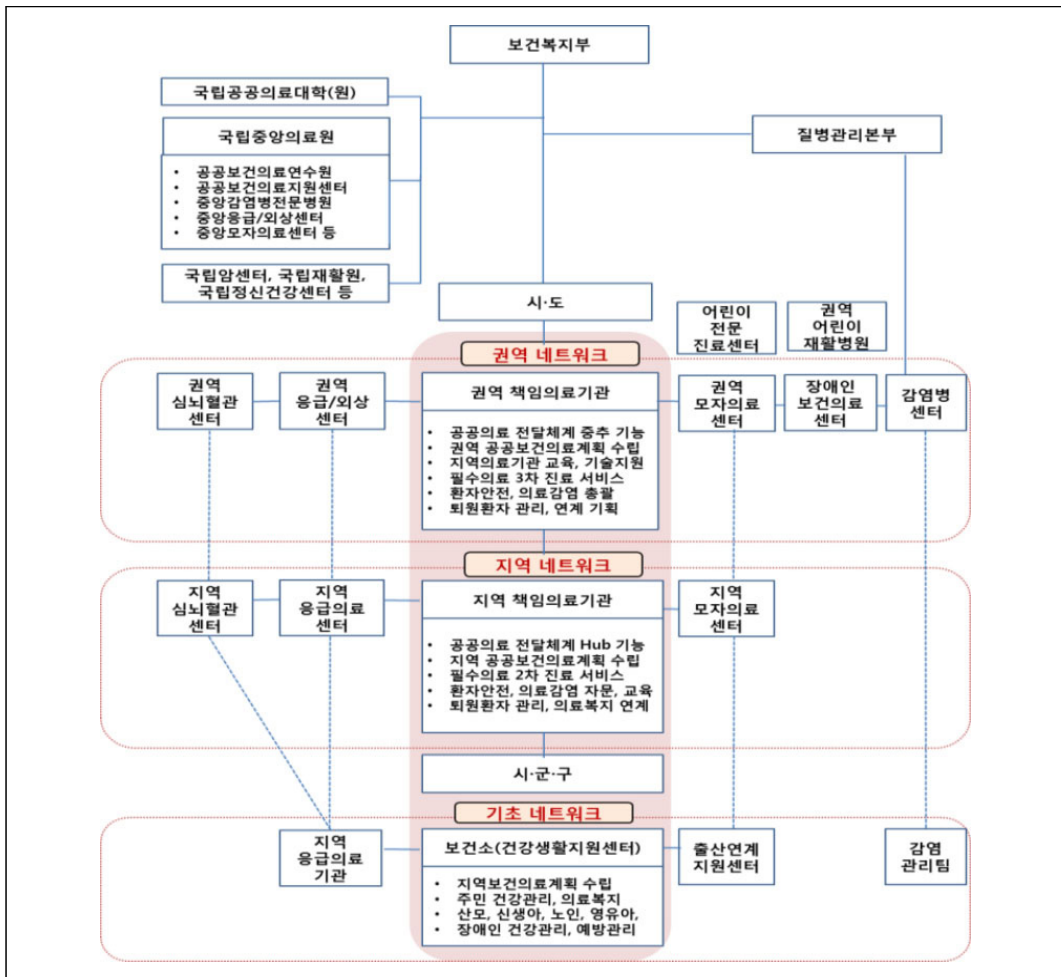 보건복지부
국립공공의료대학(원)
국립중앙의료원
• 공공보건의료연수원
• 공공보건의료지원센터
• 중앙감염병전문병원
• 중앙응급/외상센터
• 중앙모자의료센터 등
국립암센터, 국립재활원,
국립정신건강센터 등
질병관리본부
시·도
어린이
전문
진료센터
권역
어린이
재활병원
권역 네트워크
권역
심뇌혈관
센터
권역
응급/외상
센터
권역 책임의료기관
• 공공의료 전달체계 중추 기능
• 권역 공공보건의료계획 수립
• 지역의료기관 교육, 기술지원
• 필수의료 3차 진료 서비스
• 환자안전, 의료감염 총괄
• 퇴원환자 관리, 연계 기획
권역
모자의료
센터
장애인
보건의료
센터
감염병
센터
지역 네트워크
지역
심뇌혈관
센터
지역
응급의료
센터
지역 책임의료기관
• 공공의료 전달체계 Hub 기능
• 지역 공공보건의료계획 수립
• 필수의료 2차 진료 서비스
• 환자안전, 의료감염 자문, 교육
• 퇴원환자 관리, 의료복지 연계
지역
모자의료
센터
시·군·구
기초 네트워크
지역
응급의료
기관
보건소(건강생활지원센터)
• 지역보건의료계획 수립
• 주민 건강관리, 의료복지
• 산모, 신생아, 노인, 영유아,
• 장애인 건강관리, 예방관리
출산연계
지원센터
감염
관리팀